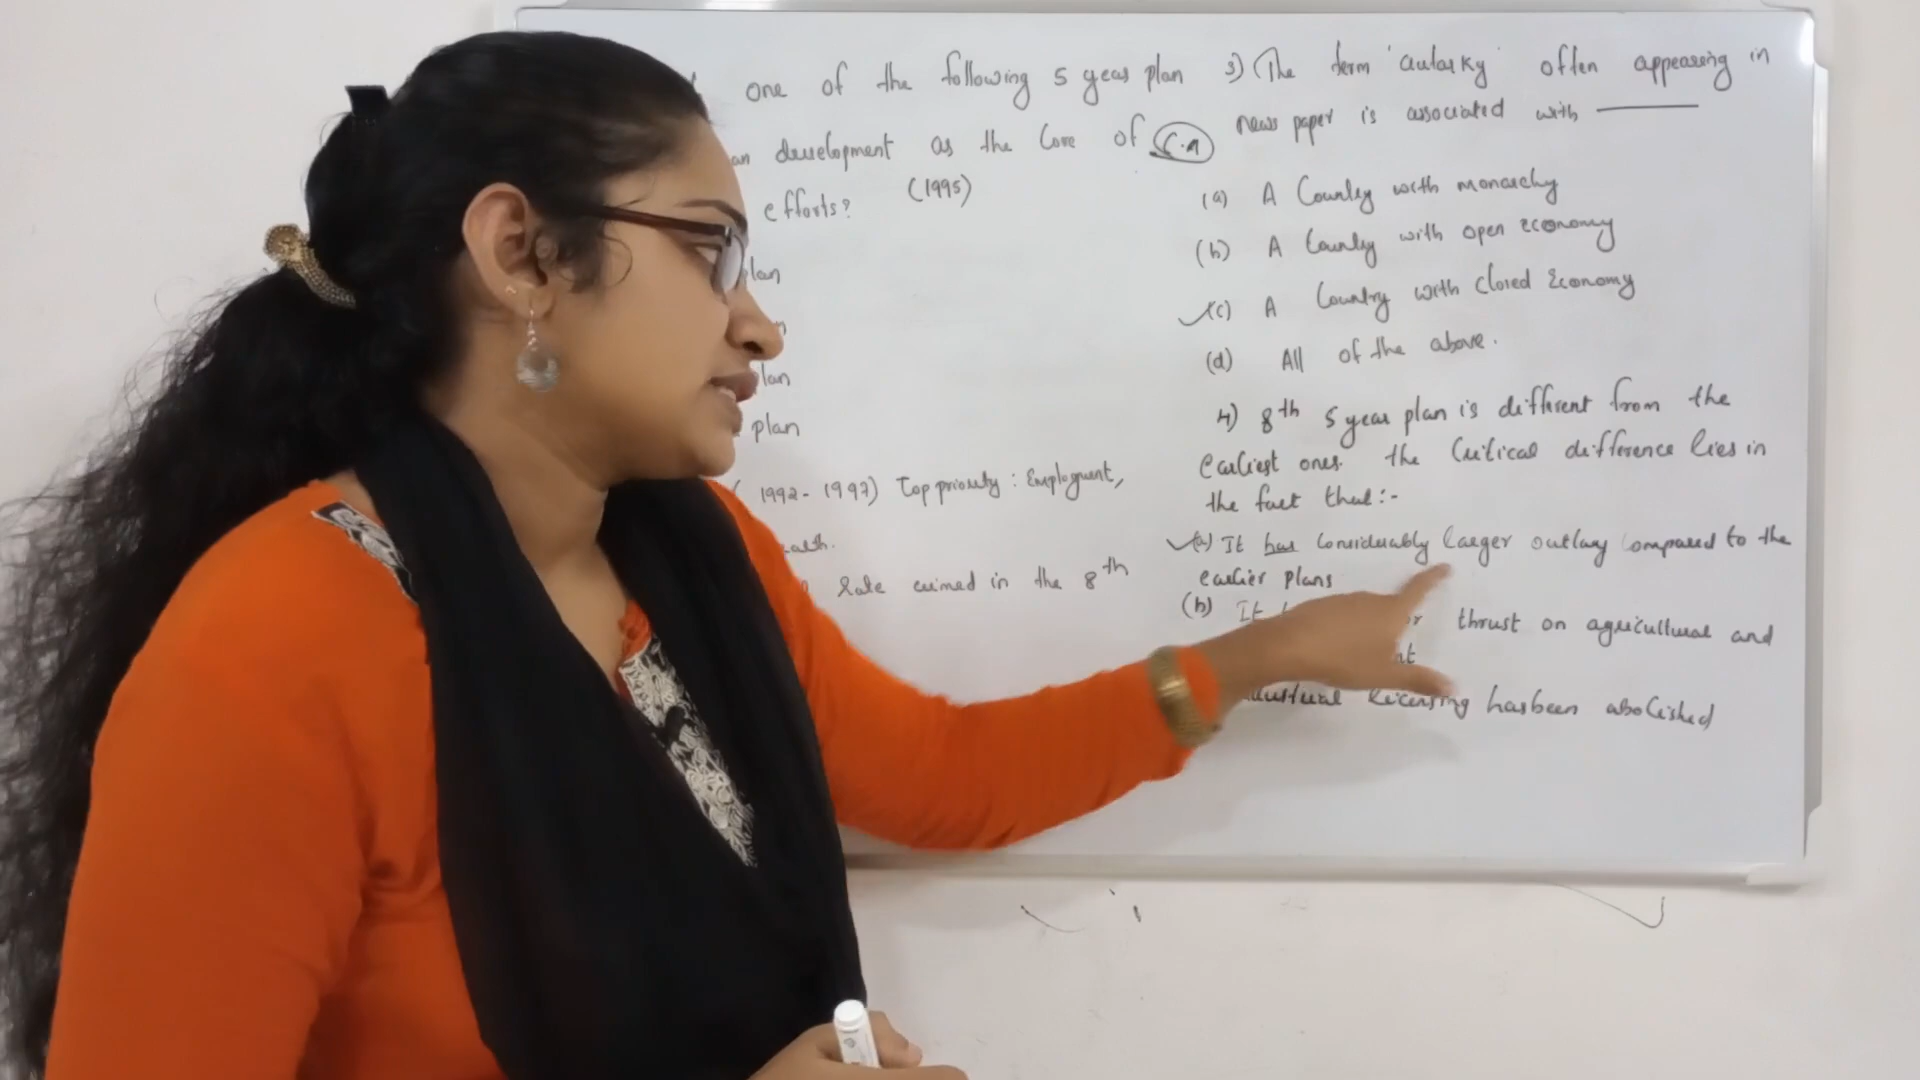 one of the following 5 year plan
an development as the Core of
efforts? (1995)
plan
plan
plan
1992-1997) Top priority : Employment,
Rate aimed in the 8th
3) The term 'autarky' often appearing in
C.A news paper is associated with
(a) A Country with monarchy
(b) A Country with open economy
(c) A Country with Closed Economy
(d) All of the above.
4) 8th 5 year plan is different from the
earliest ones. the Critical difference lies in
the fact that:-
(a) It has Considerably larger outlay Compared to the
earlier plans
(b) It thrust on agricultural and
licensing has been abolished